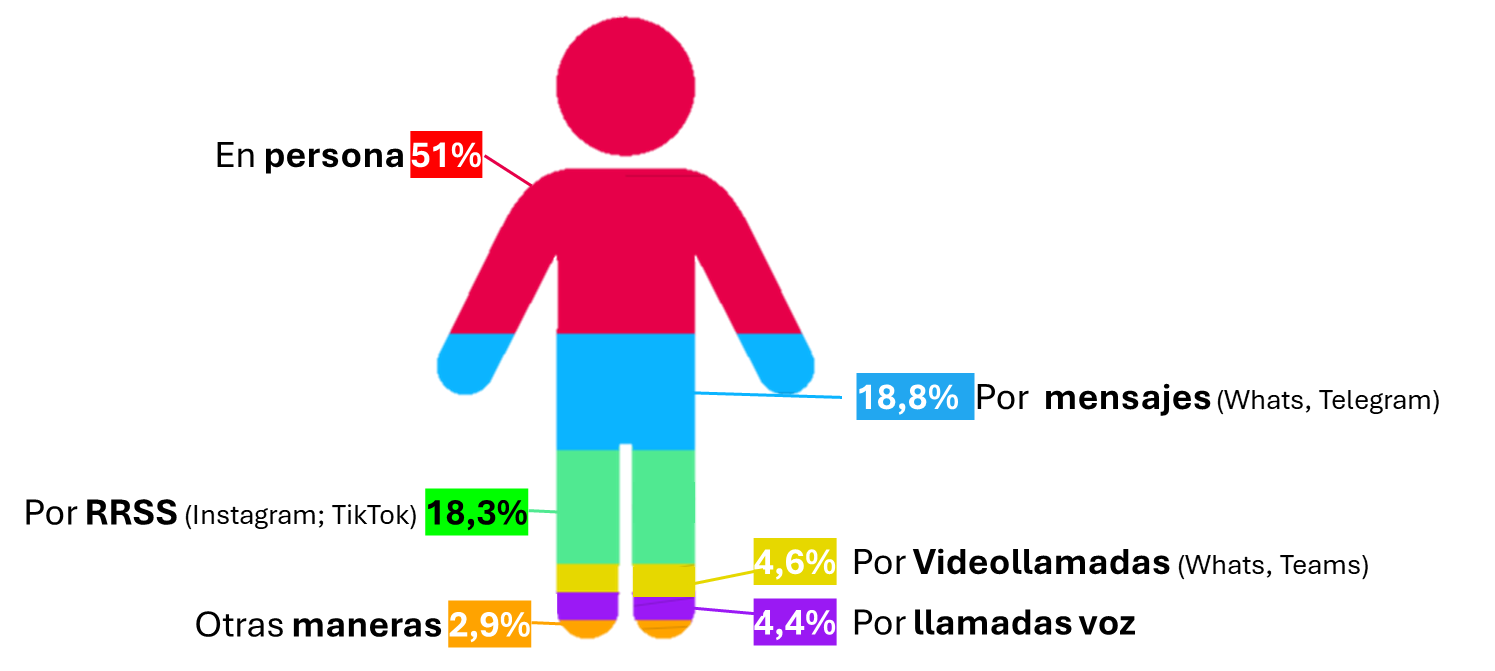 En persona 51%
18,8% Por mensajes (Whats, Telegram)
Por RRSS (Instagram; TikTok) 18,3%
4,6% Por Videollamadas (Whats, Teams)
Otras maneras 2,9%
4,4% Por llamadas voz